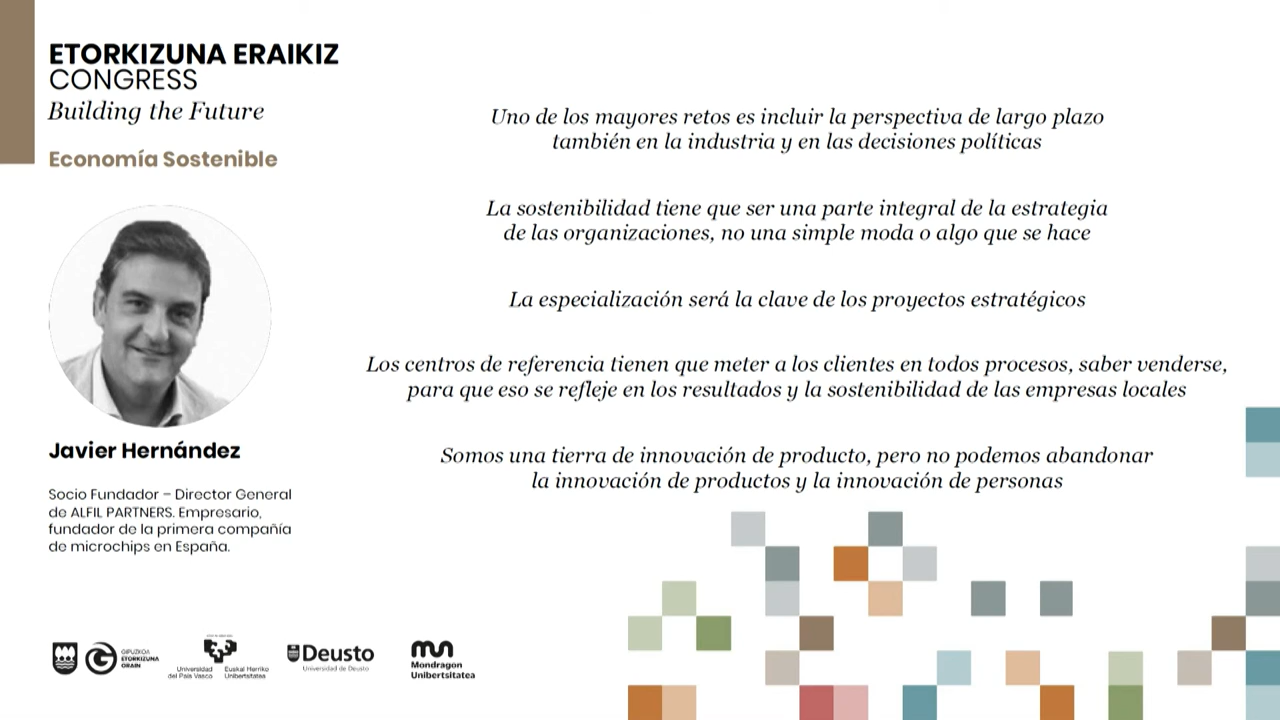 ETORKIZUNA ERAIKIZ
CONGRESS
Building the Future
Economía Sostenible
Javier Hernández
Socio Fundador – Director General
de ALFIL PARTNERS. Empresario,
fundador de la primera compañía
de microchips en España.
Uno de los mayores retos es incluir la perspectiva de largo plazo
también en la industria y en las decisiones políticas
La sostenibilidad tiene que ser una parte integral de la estrategia
de las organizaciones, no una simple moda o algo que se hace
La especialización será la clave de los proyectos estratégicos
Los centros de referencia tienen que meter a los clientes en todos procesos, saber venderse,
para que eso se refleje en los resultados y la sostenibilidad de las empresas locales
Somos una tierra de innovación de producto, pero no podemos abandonar
la innovación de productos y la innovación de personas
GIPUZKOA
ETORKIZUNA
ORAIN
Universidad
del País Vasco
Euskal Herriko
Unibertsitatea
Deusto
Universidad de Deusto
Mondragon
Unibertsitatea